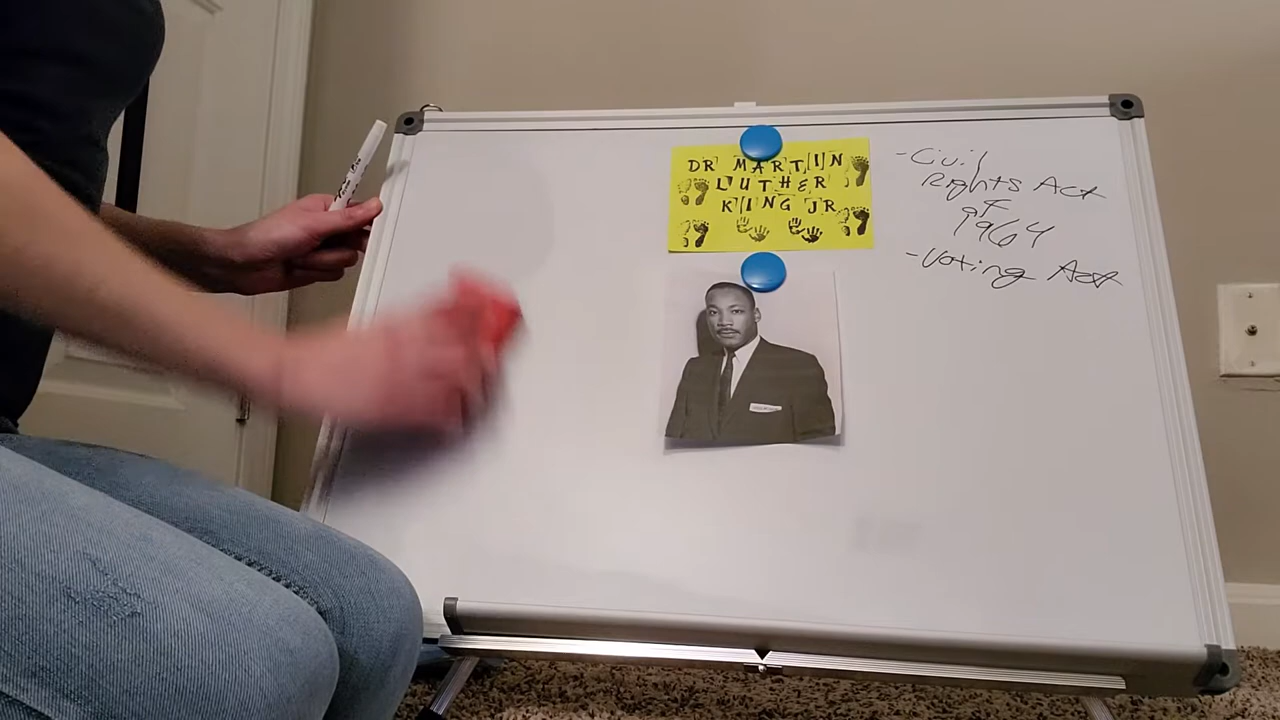 DR MARTIN
LUTHER
KING JR
-Civil
Rights Act
of
1964
-Voting Act